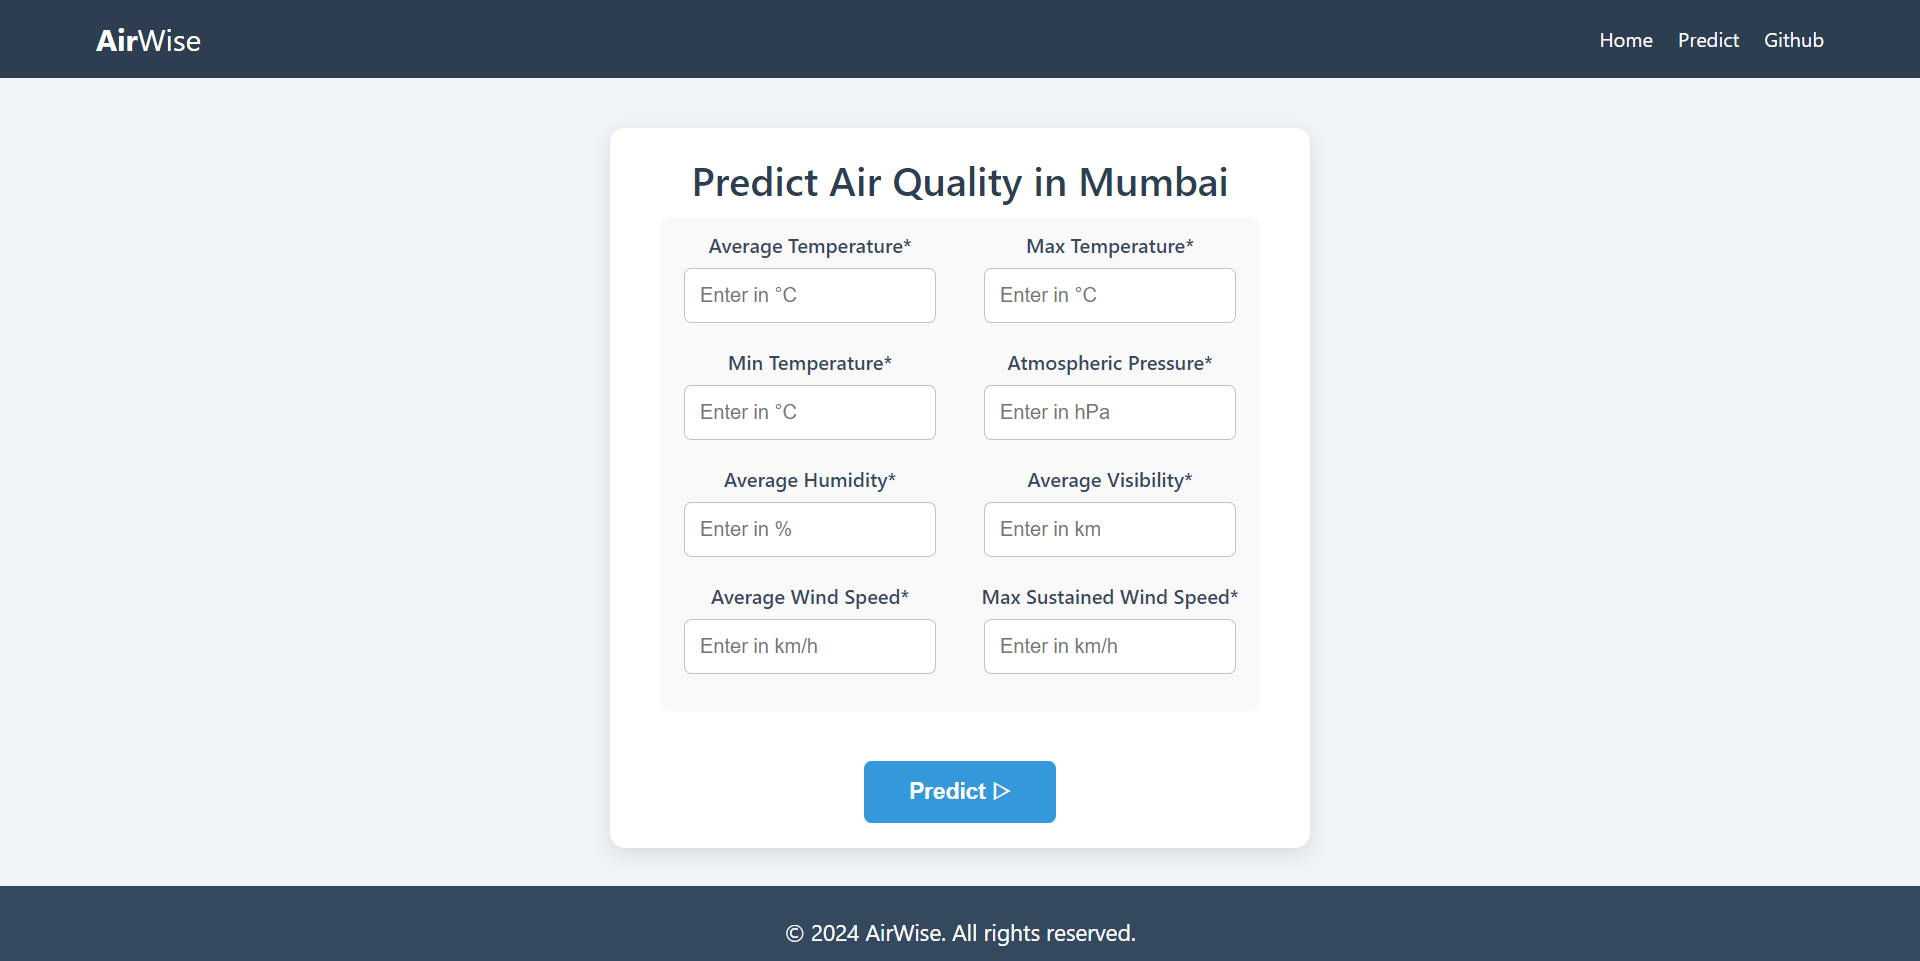 AirWise
Home Predict Github
Predict Air Quality in Mumbai
Average Temperature* Max Temperature*
Enter in °C Enter in °C
Min Temperature* Atmospheric Pressure*
Enter in °C Enter in hPa
Average Humidity* Average Visibility*
Enter in % Enter in km
Average Wind Speed* Max Sustained Wind Speed*
Enter in km/h Enter in km/h
Predict ▷
© 2024 AirWise. All rights reserved.